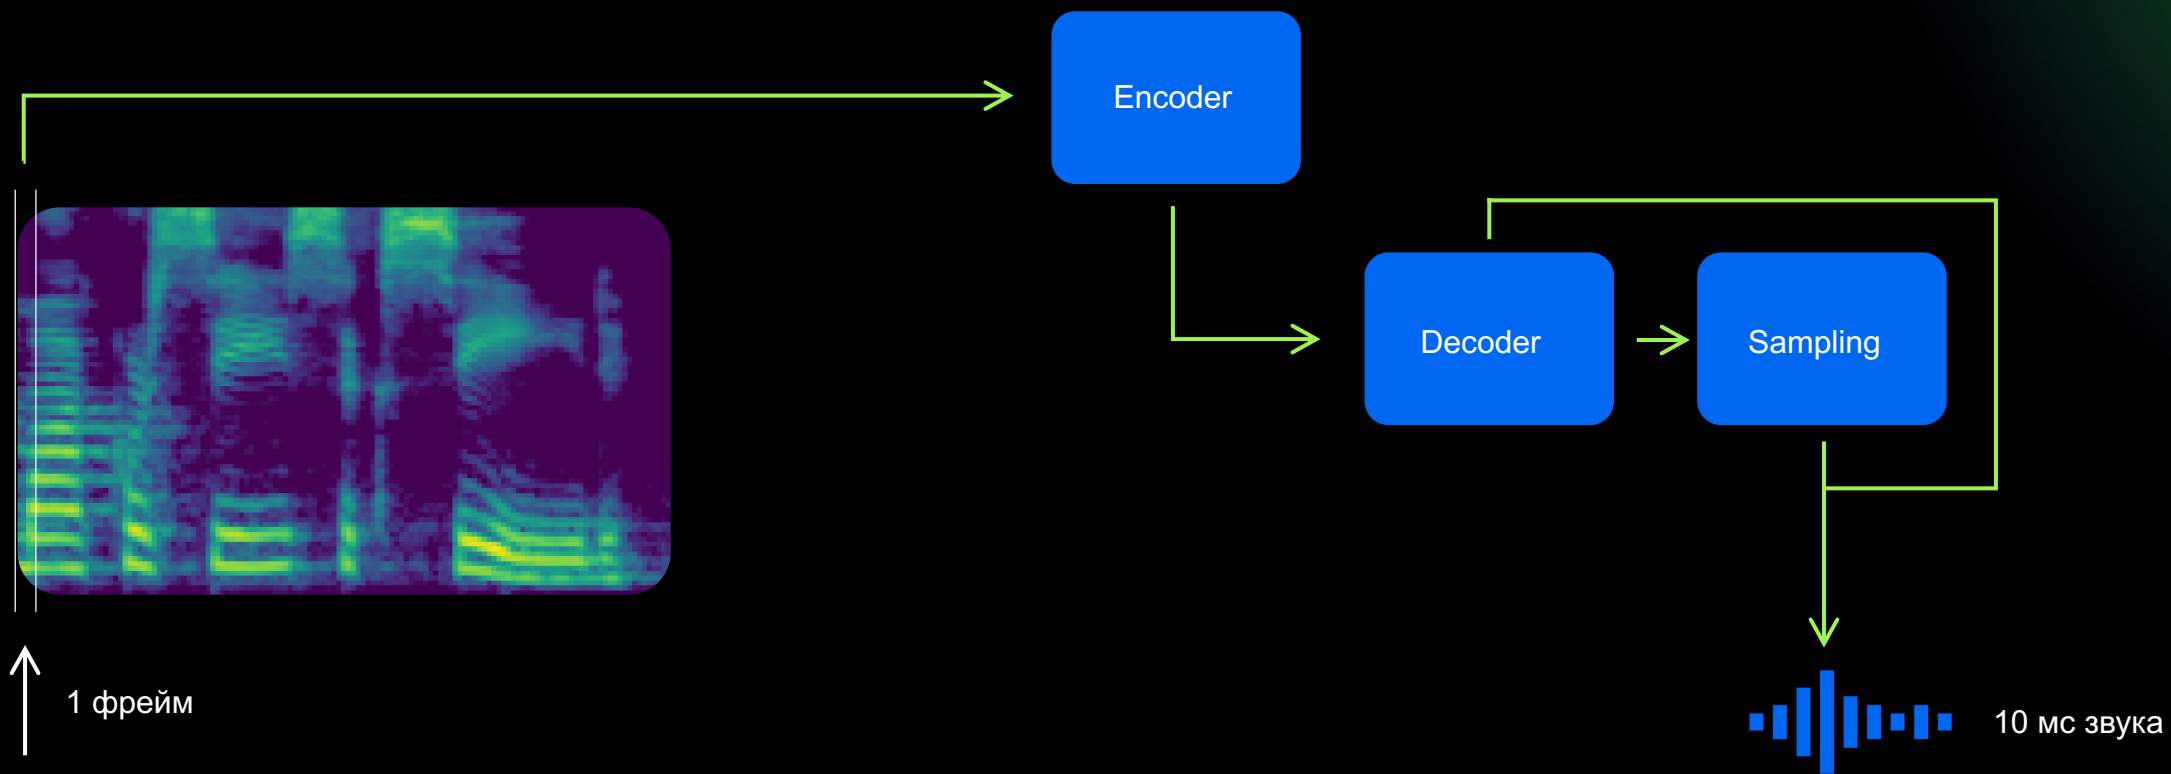 Encoder
Decoder
Sampling
1 фрейм
10 мс звука